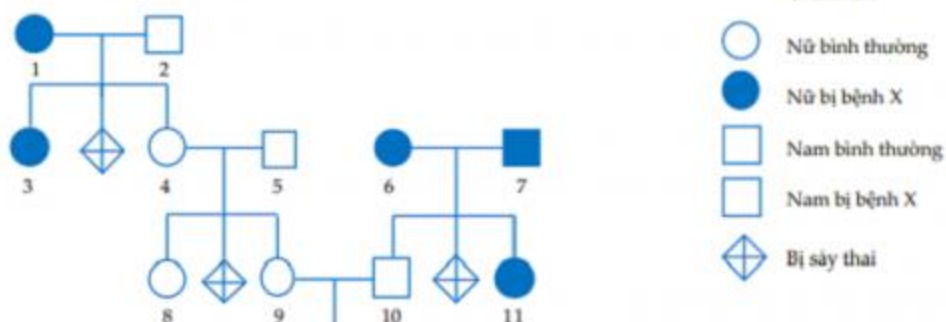 1 2
3 4 5 6 7
8 9 10 11
Nữ bình thường
Nữ bị bệnh X
Nam bình thường
Nam bị bệnh X
Bị sảy thai